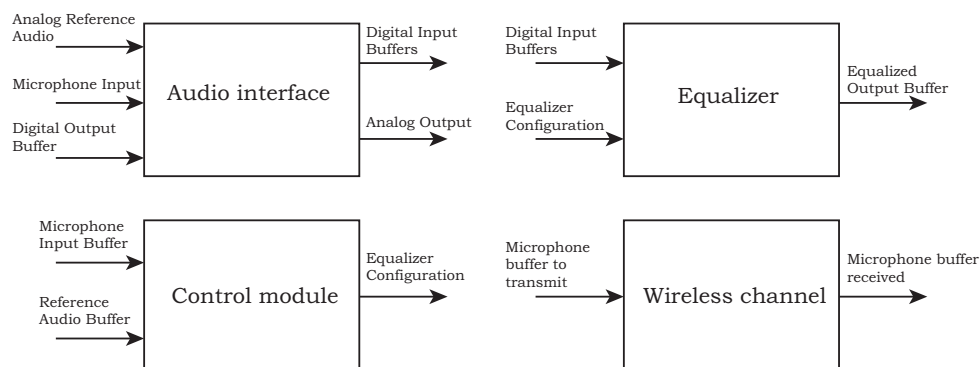 Analog Reference
Audio
Microphone Input
Digital Output
Buffer
Audio interface
Digital Input
Buffers
Analog Output
Digital Input
Buffers
Equalizer
Configuration
Equalizer
Equalized
Output Buffer
Microphone
Input Buffer
Reference
Audio Buffer
Control module
Equalizer
Configuration
Microphone
buffer to
transmit
Wireless channel
Microphone buffer
received